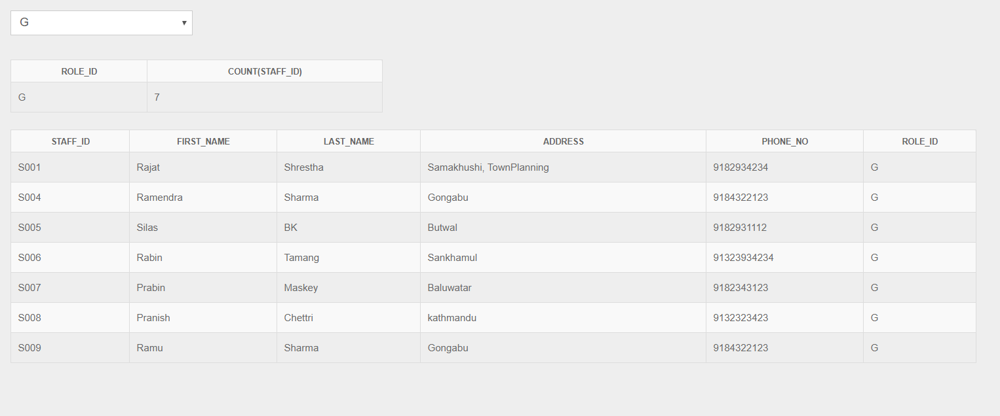 G
ROLE_ID COUNT(STAFF_ID)
G 7
STAFF_ID FIRST_NAME LAST_NAME ADDRESS PHONE_NO ROLE_ID
S001 Rajat Shrestha Samakhushi, TownPlanning 9182934234 G
S004 Ramendra Sharma Gongabu 9184322123 G
S005 Silas BK Butwal 9182931112 G
S006 Rabin Tamang Sankhamul 91323934234 G
S007 Prabin Maskey Baluwatar 9182343123 G
S008 Pranish Chettri kathmandu 9132323423 G
S009 Ramu Sharma Gongabu 9184322123 G